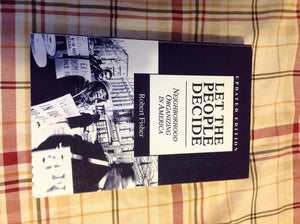 UPDATED EDITION
LET THE
PEOPLE
DECIDE
NEIGHBORHOOD
ORGANIZING
IN AMERICA
Robert Fisher